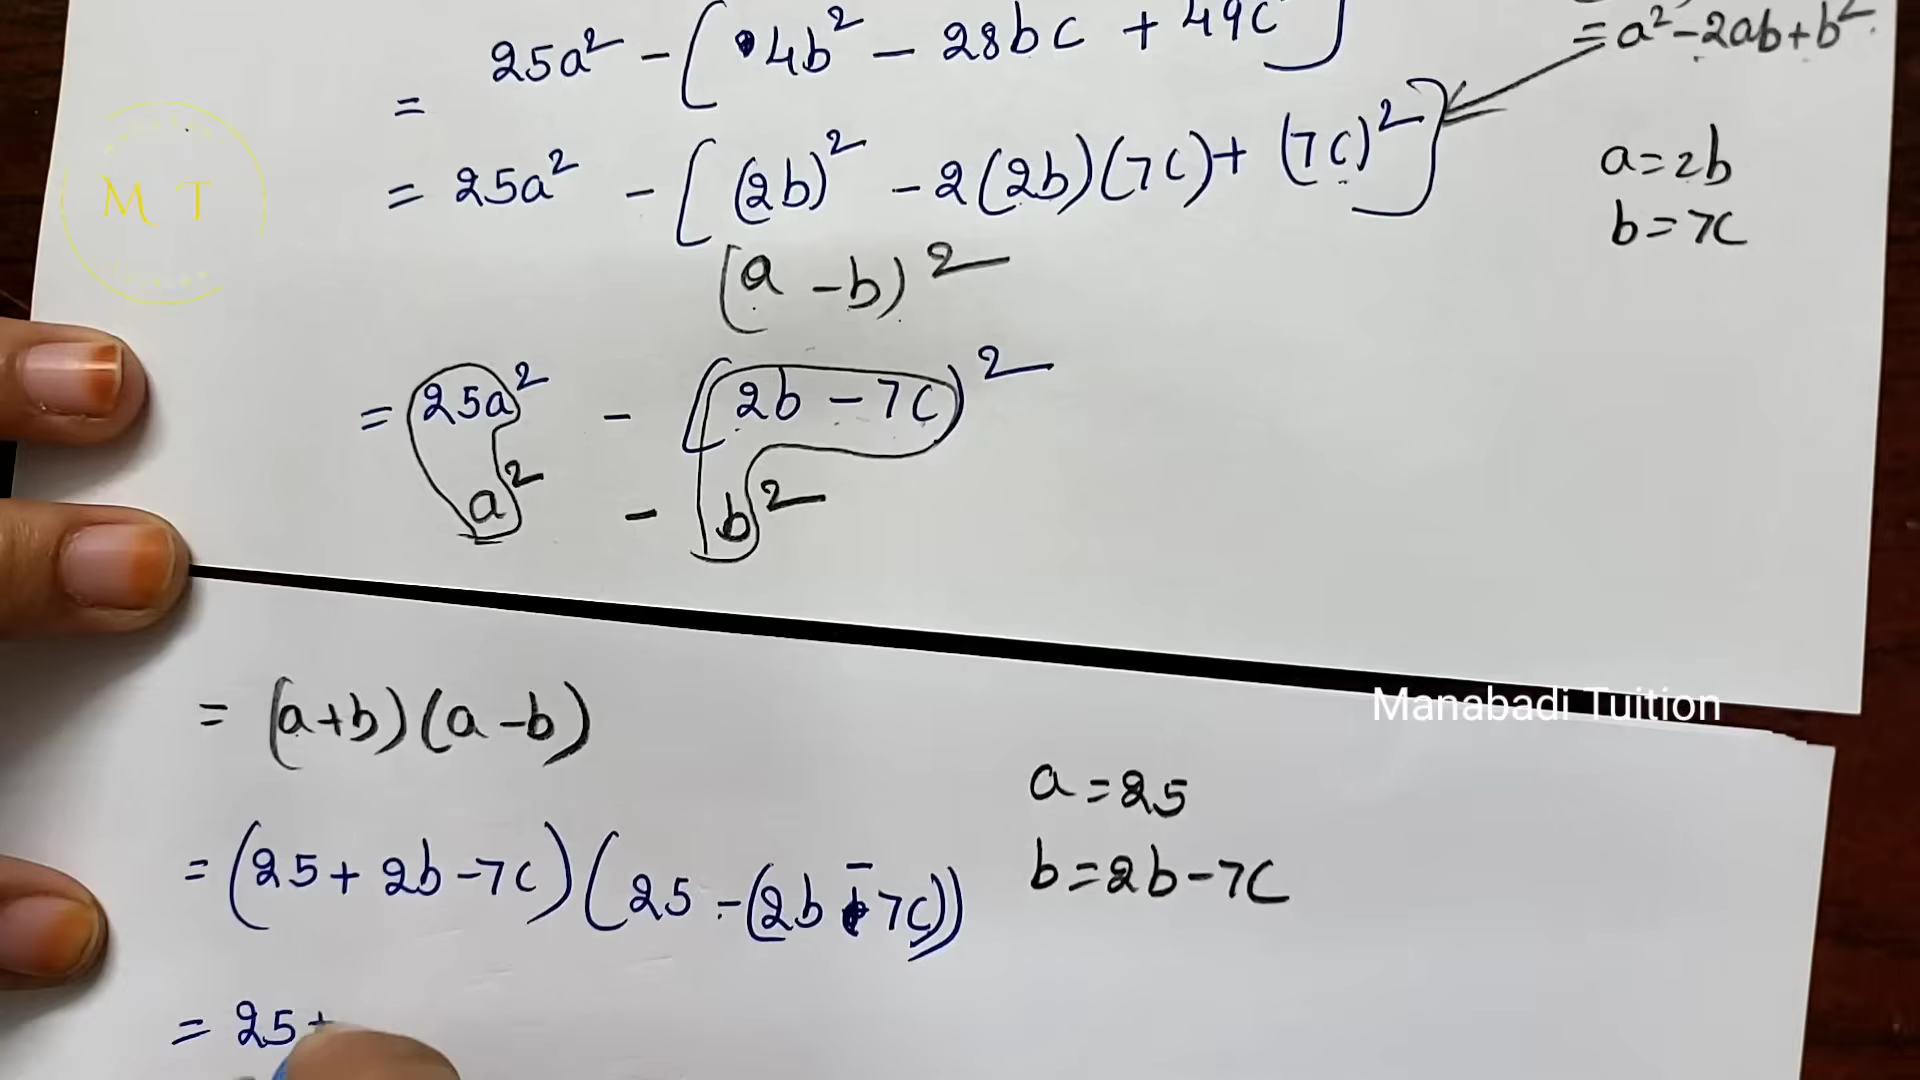 = 25a² - [4b² - 28bc + 49c]
= a² - 2ab + b²
= 25a² - [(2b)² - 2(2b)(7c) + (7c)²]
a = 2b
b = 7c
(a - b)²
= 25a² - (2b - 7c)²
a² - b²
M T
Manabadi Tuition
= (a+b)(a-b)
a = 25
= (25 + 2b - 7c)(25 - (2b - 7c))
b = 2b - 7c
= 25+